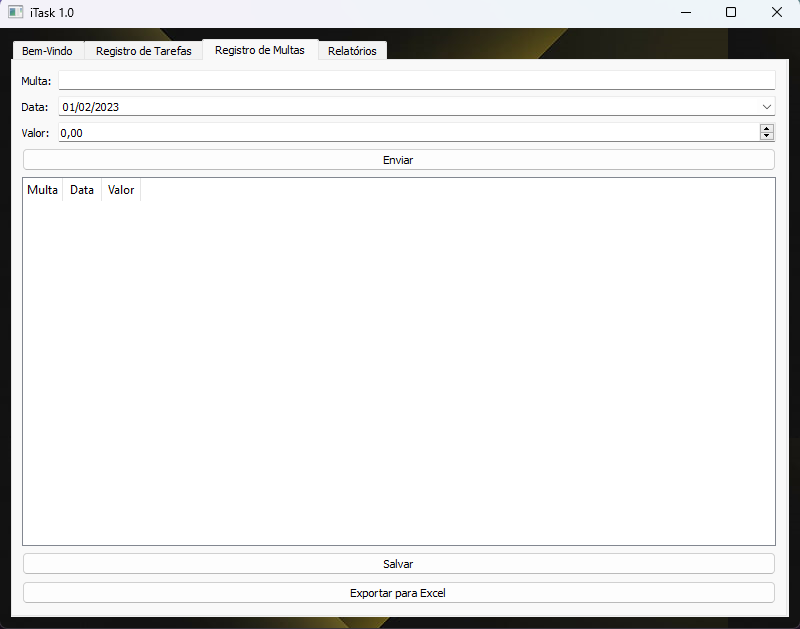 iTask 1.0
Bem-Vindo Registro de Tarefas Registro de Multas Relatórios
Multa:
Data: 01/02/2023
Valor: 0,00
Enviar
Multa Data Valor
Salvar
Exportar para Excel